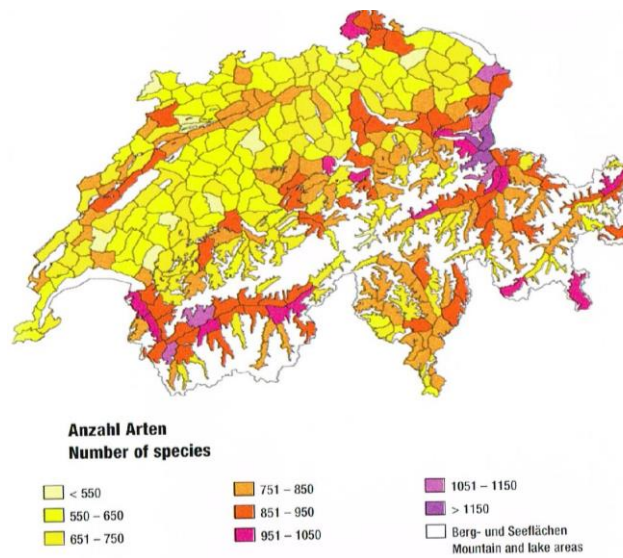 Anzahl Arten
Number of species
< 550
550 – 650
651 – 750
751 – 850
851 – 950
951 – 1050
1051 – 1150
> 1150
Berg- und Seeflächen
Mountain and lake areas